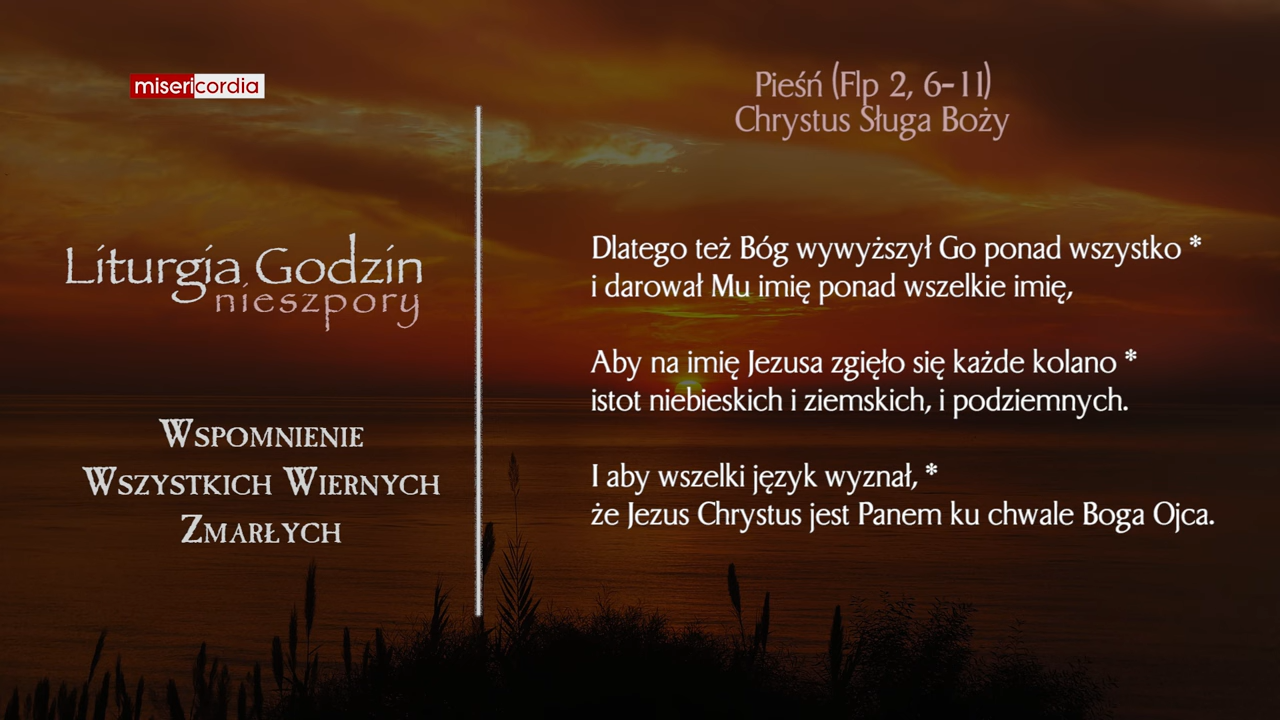 misericordia
Liturgia Godzin
nieszpory
Wspomnienie
Wszystkich Wiernych
Zmarłych
Pieśń (Flp 2, 6-11)
Chrystus Sługa Boży
Dlatego też Bóg wywyższył Go ponad wszystko *
i darował Mu imię ponad wszelkie imię,
Aby na imię Jezusa zgięło się każde kolano *
istot niebieskich i ziemskich, i podziemnych.
I aby wszelki język wyznał, *
że Jezus Chrystus jest Panem ku chwale Boga Ojca.